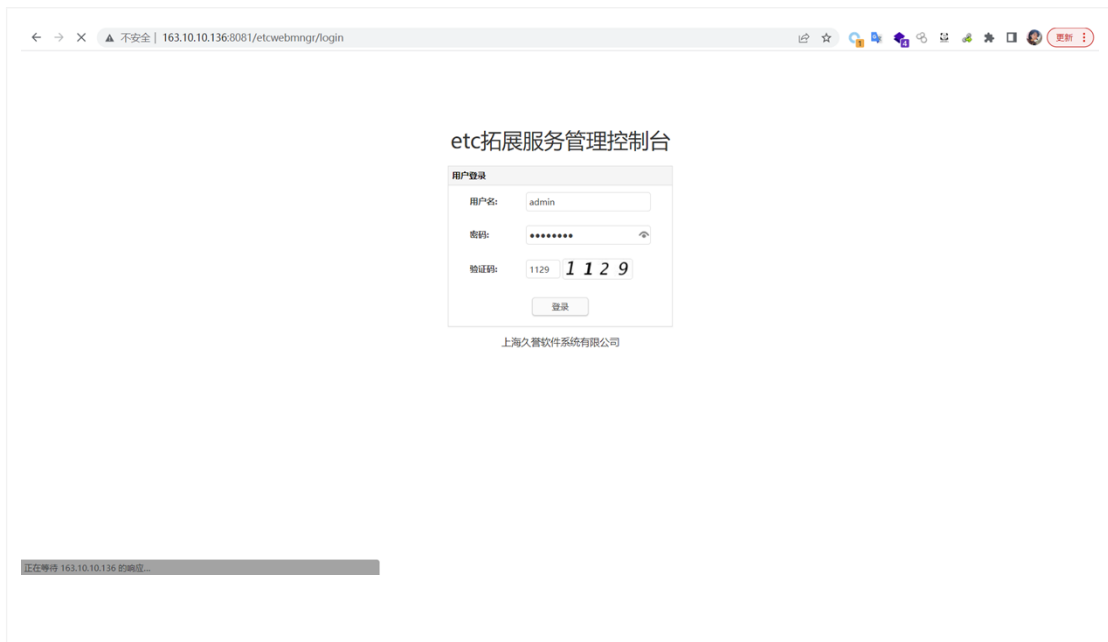 不安全 | 163.10.10.136:8081/etcwebmngr/login
1
4
更新
etc拓展服务管理控制台
用户登录
用户名: admin
密码: ••••••••
验证码: 1129 1 1 2 9
登录
上海久誉软件系统有限公司
正在等待 163.10.10.136 的响应...